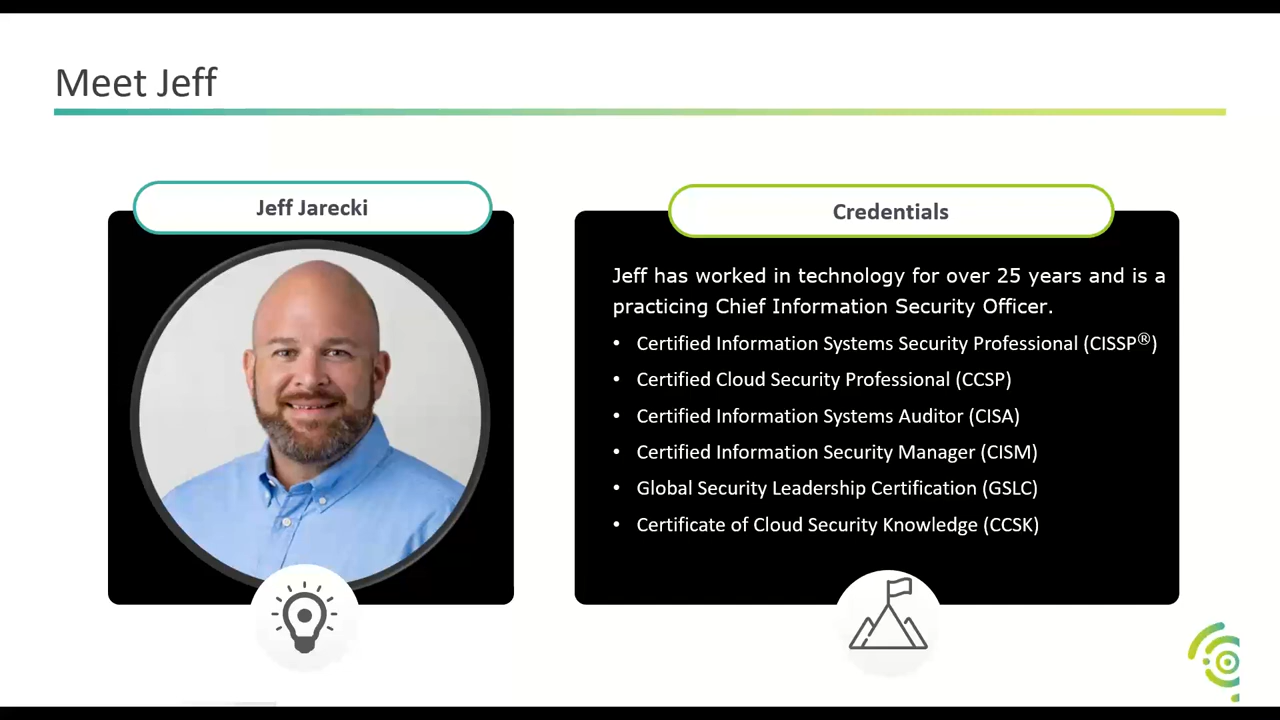 Meet Jeff
Jeff Jarecki
Credentials
Jeff has worked in technology for over 25 years and is a
practicing Chief Information Security Officer.
• Certified Information Systems Security Professional (CISSP®)
• Certified Cloud Security Professional (CCSP)
• Certified Information Systems Auditor (CISA)
• Certified Information Security Manager (CISM)
• Global Security Leadership Certification (GSLC)
• Certificate of Cloud Security Knowledge (CCSK)